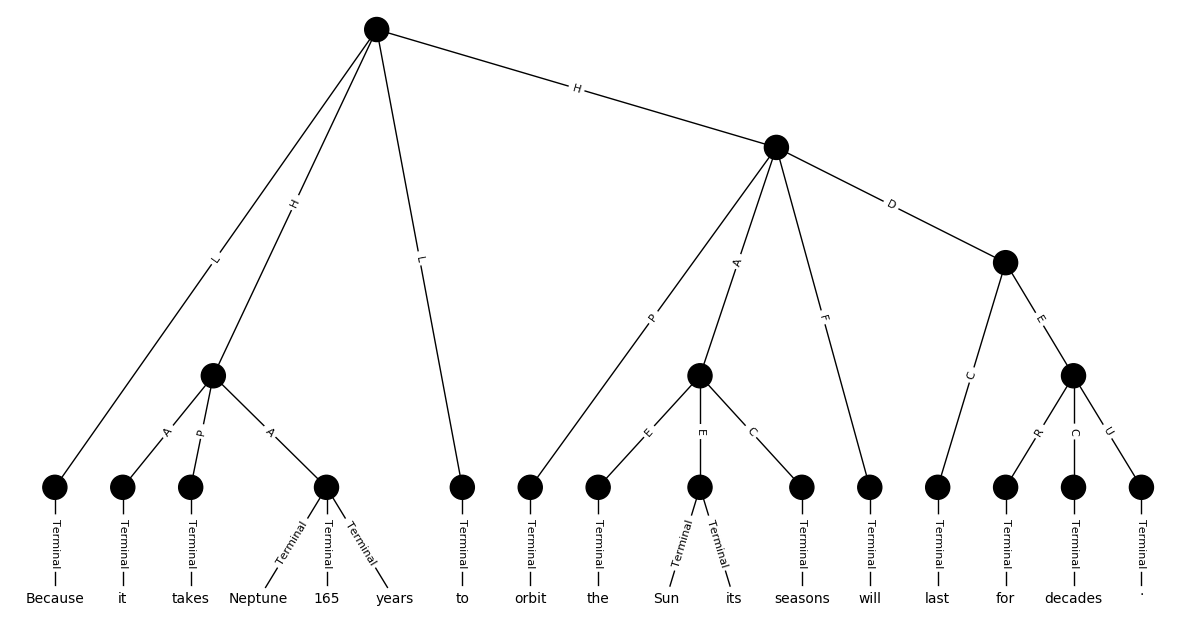 H
D
H
L
L
A
P
F
E
C
A
P
A
E
E
C
R
C
U
Terminal Terminal Terminal Terminal Terminal Terminal Terminal Terminal Terminal Terminal Terminal Terminal Terminal Terminal Terminal Terminal Terminal
Because it takes Neptune 165 years to orbit the Sun its seasons will last for decades .